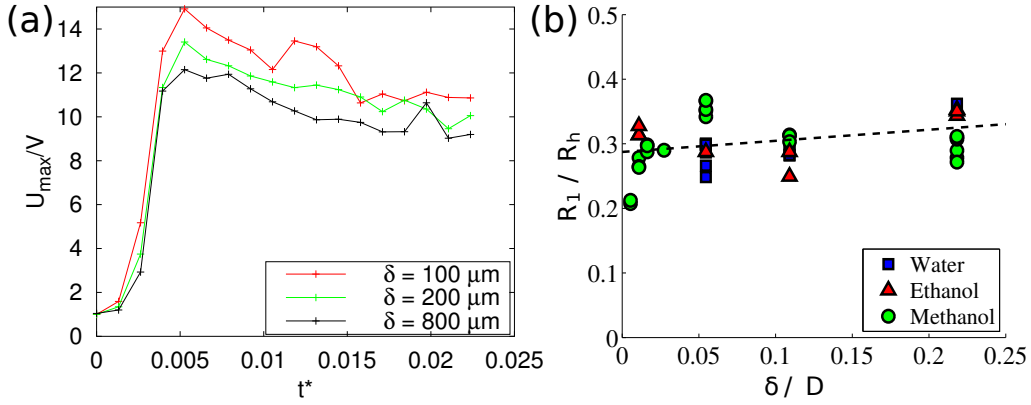 (a)
16
14
12
10
8
6
4
2
0
U_max/V
0
0.005
0.01
0.015
0.02
0.025
t*
δ = 100 μm
δ = 200 μm
δ = 800 μm
(b)
0.5
0.4
0.3
0.2
0.1
0
R_1 / R_h
0
0.05
0.1
0.15
0.2
0.25
δ / D
Water
Ethanol
Methanol